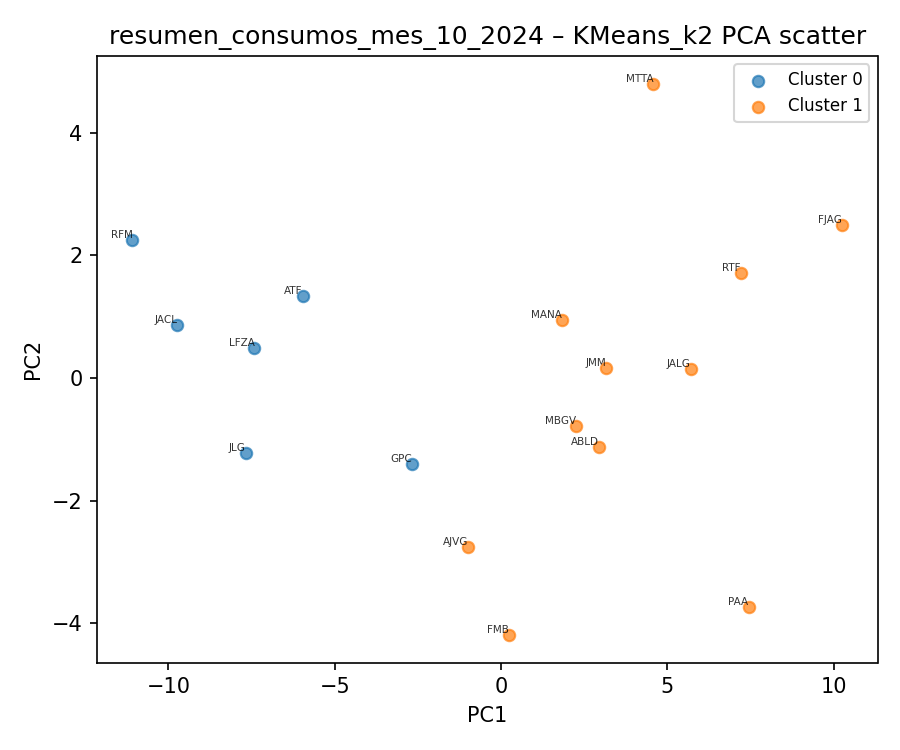 resumen_consumos_mes_10_2024 – KMeans_k2 PCA scatter
Cluster 0
Cluster 1
MTTA
FJAG
RFM
RTF
ATF
MANA
JACL
LFZA
JMM
JALG
MBGV
ABLD
JLG
GPC
AJVG
PAA
FMB
PC2
4
2
0
−2
−4
−10
−5
0
5
10
PC1